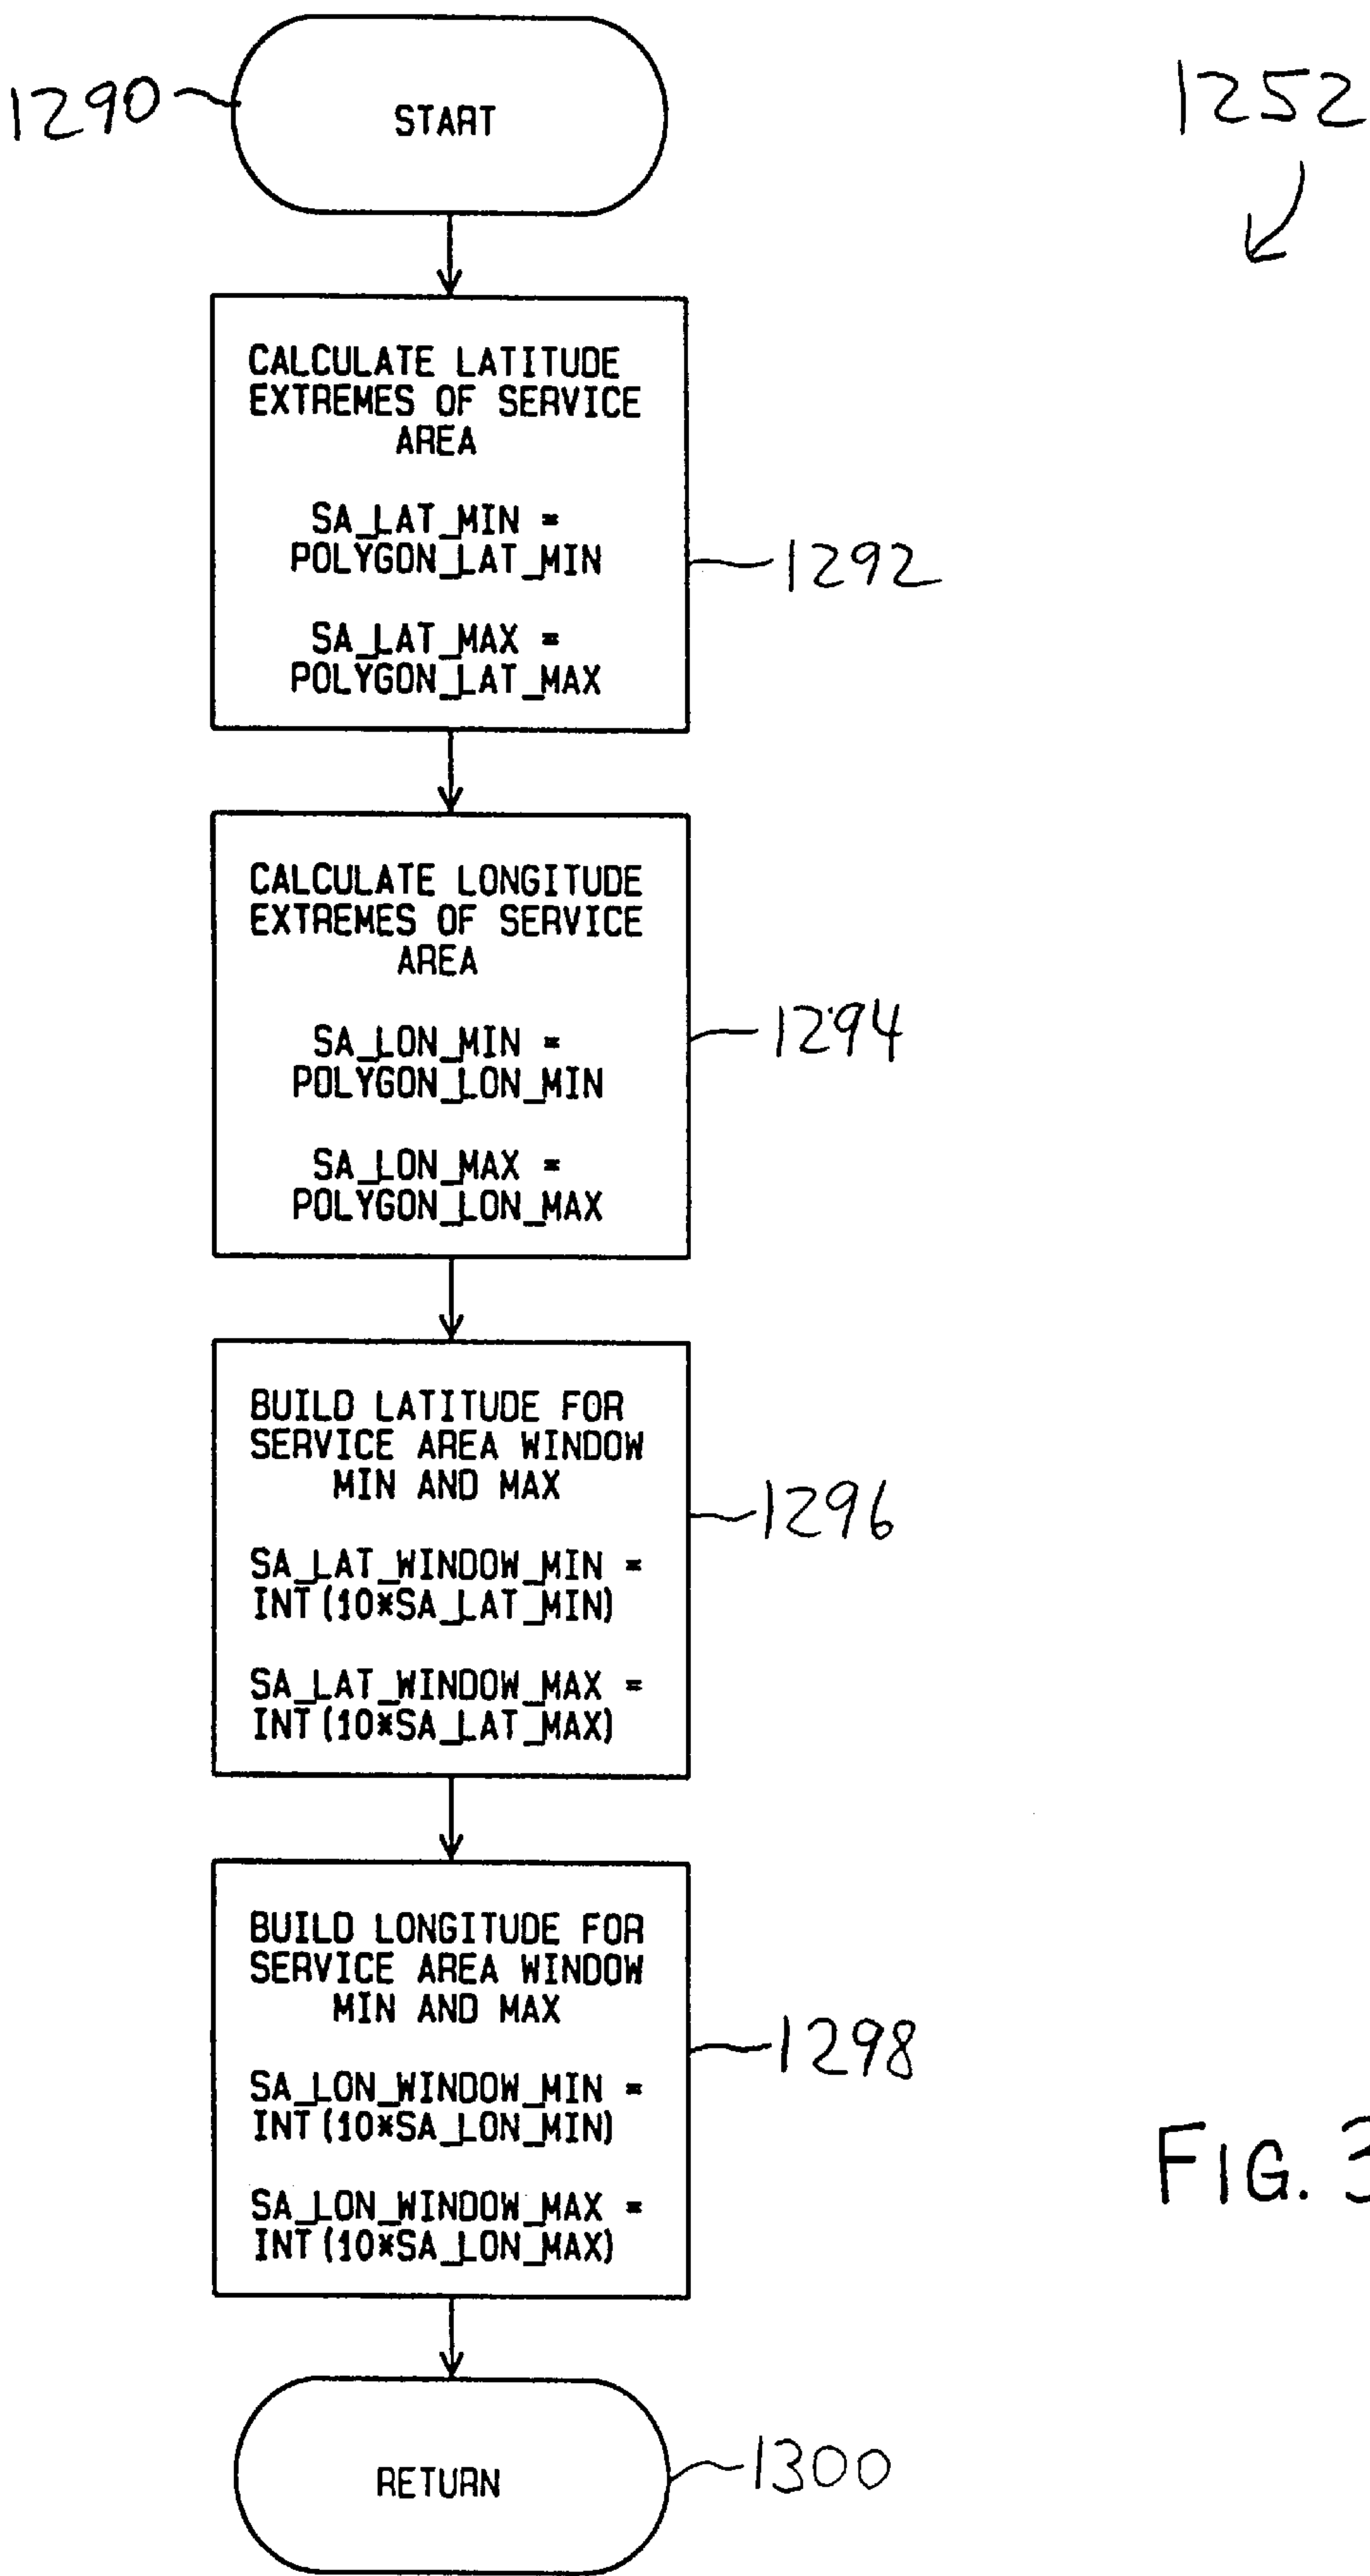 1290
START
1252
CALCULATE LATITUDE
EXTREMES OF SERVICE
AREA
SA_LAT_MIN =
POLYGON_LAT_MIN
SA_LAT_MAX =
POLYGON_LAT_MAX
1292
CALCULATE LONGITUDE
EXTREMES OF SERVICE
AREA
SA_LON_MIN =
POLYGON_LON_MIN
SA_LON_MAX =
POLYGON_LON_MAX
1294
BUILD LATITUDE FOR
SERVICE AREA WINDOW
MIN AND MAX
SA_LAT_WINDOW_MIN =
INT(10*SA_LAT_MIN)
SA_LAT_WINDOW_MAX =
INT(10*SA_LAT_MAX)
1296
BUILD LONGITUDE FOR
SERVICE AREA WINDOW
MIN AND MAX
SA_LON_WINDOW_MIN =
INT(10*SA_LON_MIN)
SA_LON_WINDOW_MAX =
INT(10*SA_LON_MAX)
1298
FIG. 3
RETURN
1300